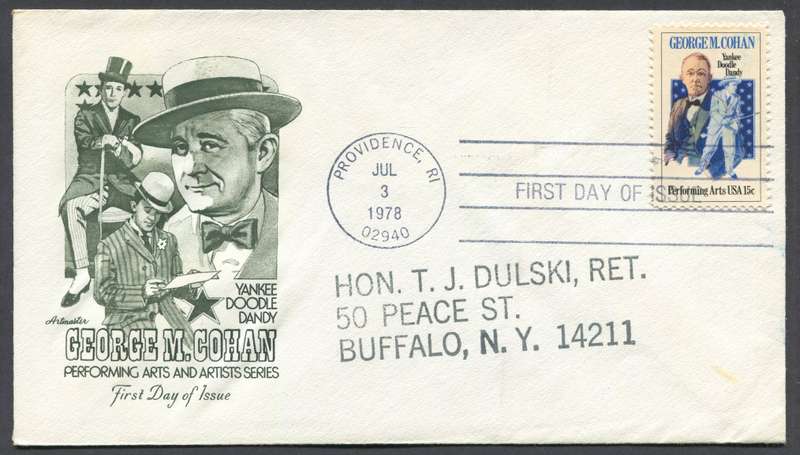 YANKEE
DOODLE
DANDY
Artmaster
GEORGE M. COHAN
PERFORMING ARTS AND ARTISTS SERIES
First Day of Issue
PROVIDENCE, RI
JUL
3
1978
02940
FIRST DAY OF ISSUE
GEORGE M. COHAN
Yankee
Doodle
Dandy
Performing Arts USA 15c
HON. T. J. DULSKI, RET.
50 PEACE ST.
BUFFALO, N. Y. 14211